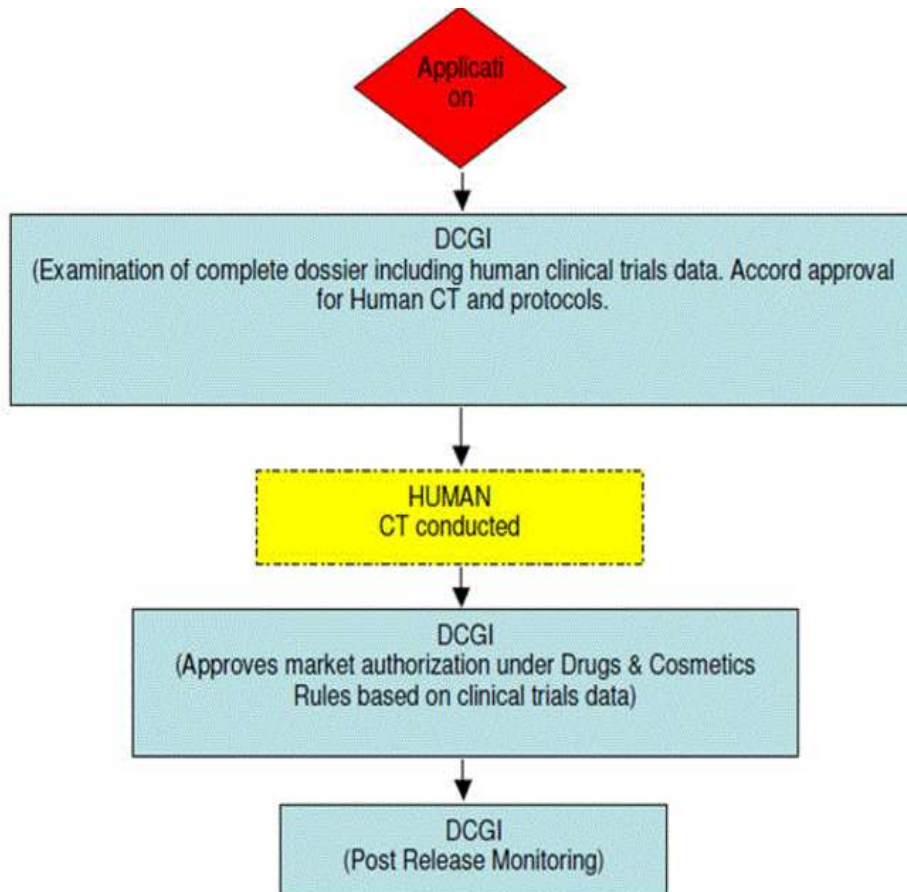 Applicati
on
DCGI
(Examination of complete dossier including human clinical trials data. Accord approval
for Human CT and protocols.
HUMAN
CT conducted
DCGI
(Approves market authorization under Drugs & Cosmetics
Rules based on clinical trials data)
DCGI
(Post Release Monitoring)